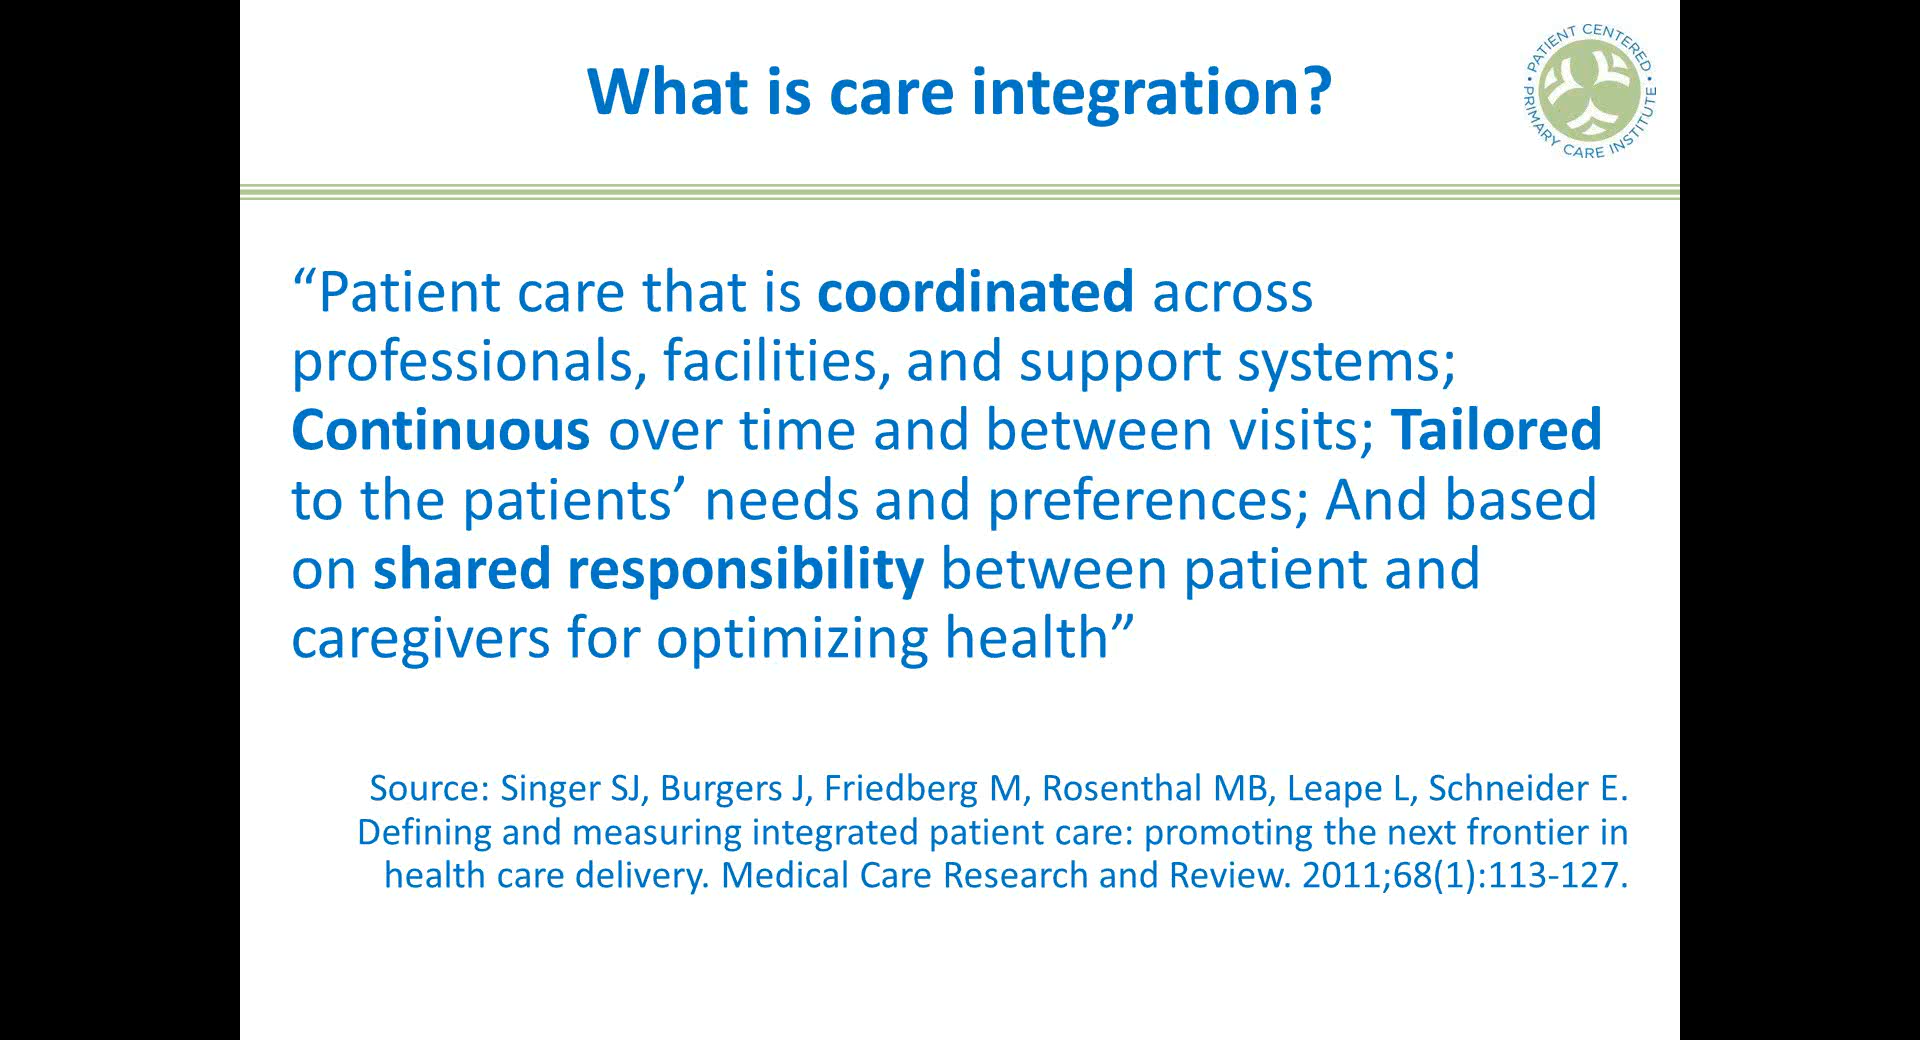 What is care integration?
• PATIENT CENTERED •
PRIMARY CARE INSTITUTE
“Patient care that is coordinated across
professionals, facilities, and support systems;
Continuous over time and between visits; Tailored
to the patients’ needs and preferences; And based
on shared responsibility between patient and
caregivers for optimizing health”
Source: Singer SJ, Burgers J, Friedberg M, Rosenthal MB, Leape L, Schneider E.
Defining and measuring integrated patient care: promoting the next frontier in
health care delivery. Medical Care Research and Review. 2011;68(1):113-127.